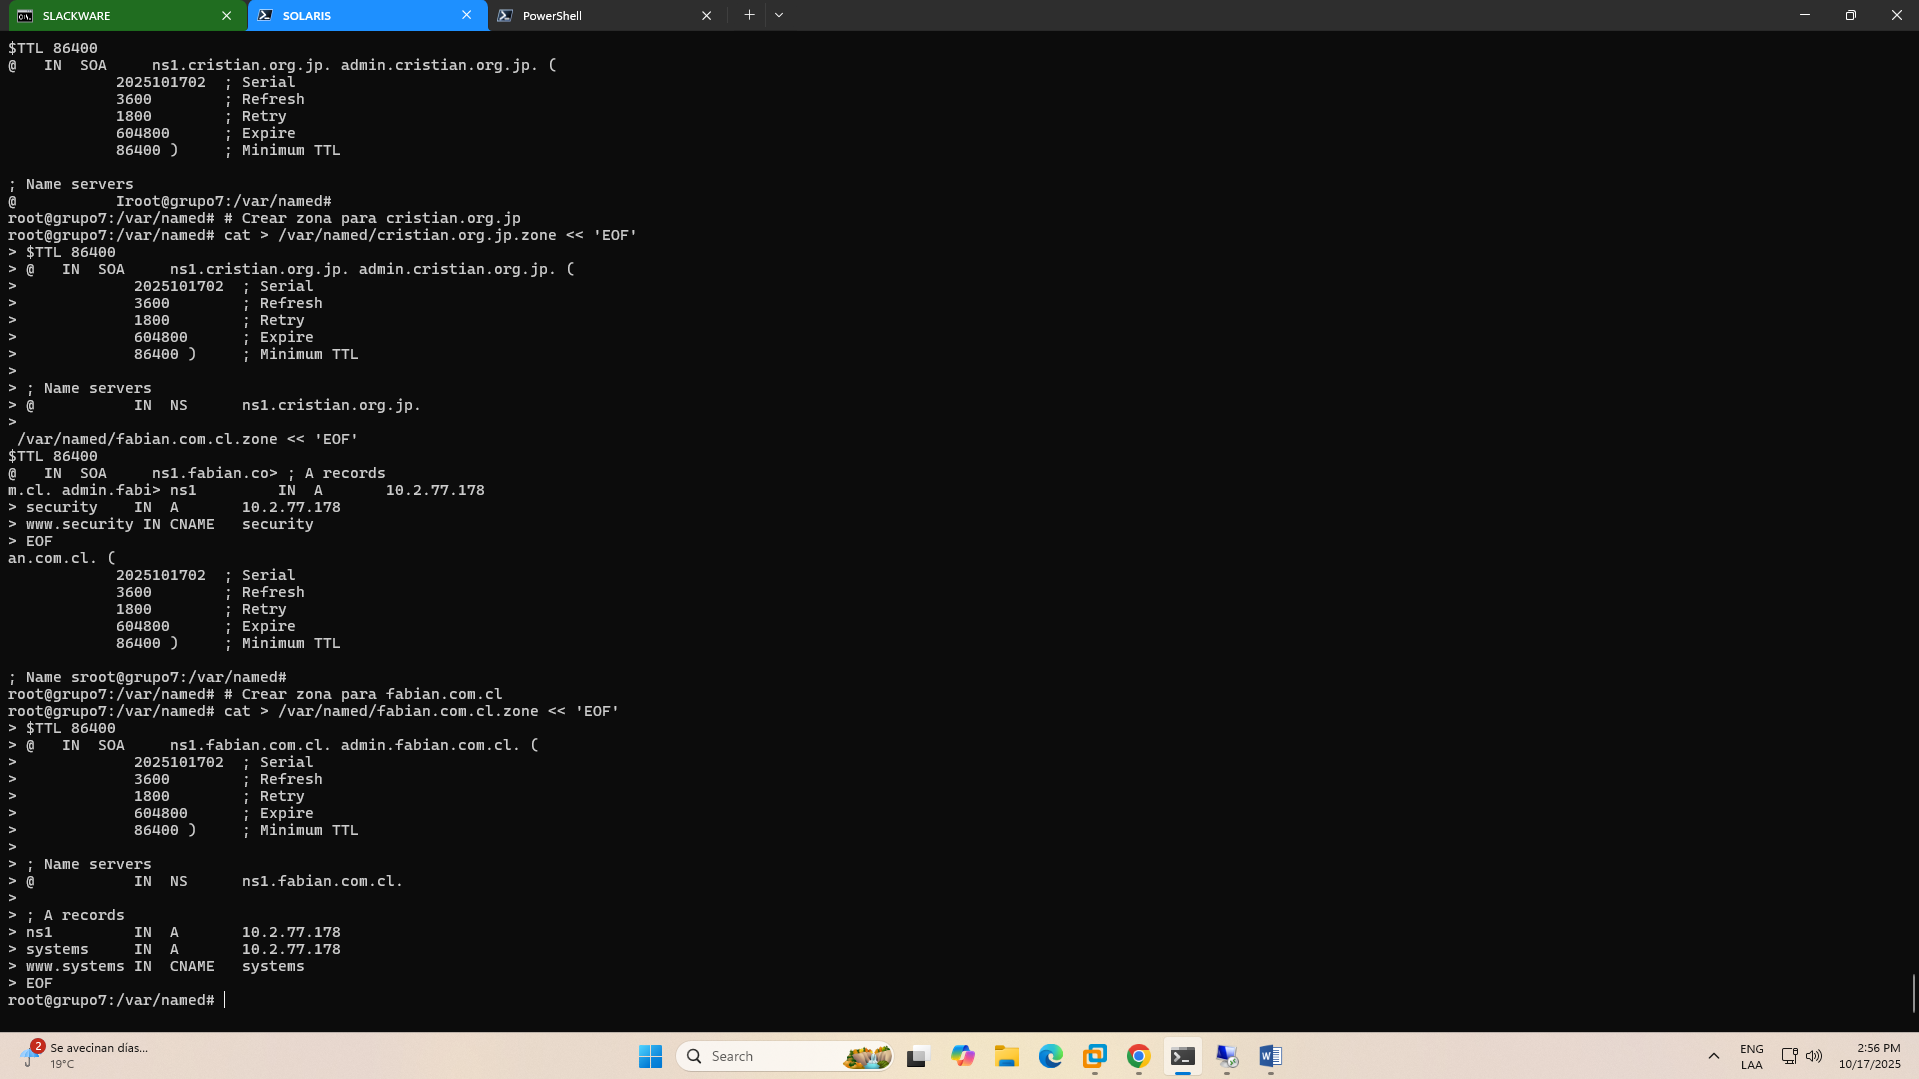 SLACKWARE
SOLARIS
PowerShell
$TTL 86400
@   IN  SOA     ns1.cristian.org.jp. admin.cristian.org.jp. (
            2025101702  ; Serial
            3600        ; Refresh
            1800        ; Retry
            604800      ; Expire
            86400 )     ; Minimum TTL

; Name servers
@           Iroot@grupo7:/var/named#
root@grupo7:/var/named# # Crear zona para cristian.org.jp
root@grupo7:/var/named# cat > /var/named/cristian.org.jp.zone << 'EOF'
> $TTL 86400
> @   IN  SOA     ns1.cristian.org.jp. admin.cristian.org.jp. (
>             2025101702  ; Serial
>             3600        ; Refresh
>             1800        ; Retry
>             604800      ; Expire
>             86400 )     ; Minimum TTL
>
> ; Name servers
> @           IN  NS      ns1.cristian.org.jp.
>
 /var/named/fabian.com.cl.zone << 'EOF'
$TTL 86400
@   IN  SOA     ns1.fabian.co> ; A records
m.cl. admin.fabi> ns1         IN  A       10.2.77.178
> security    IN  A       10.2.77.178
> www.security IN CNAME   security
> EOF
an.com.cl. (
            2025101702  ; Serial
            3600        ; Refresh
            1800        ; Retry
            604800      ; Expire
            86400 )     ; Minimum TTL

; Name sroot@grupo7:/var/named#
root@grupo7:/var/named# # Crear zona para fabian.com.cl
root@grupo7:/var/named# cat > /var/named/fabian.com.cl.zone << 'EOF'
> $TTL 86400
> @   IN  SOA     ns1.fabian.com.cl. admin.fabian.com.cl. (
>             2025101702  ; Serial
>             3600        ; Refresh
>             1800        ; Retry
>             604800      ; Expire
>             86400 )     ; Minimum TTL
>
> ; Name servers
> @           IN  NS      ns1.fabian.com.cl.
>
> ; A records
> ns1         IN  A       10.2.77.178
> systems     IN  A       10.2.77.178
> www.systems IN  CNAME   systems
> EOF
root@grupo7:/var/named#
2
Se avecinan días...
19°C
Search
ENG
LAA
2:56 PM
10/17/2025